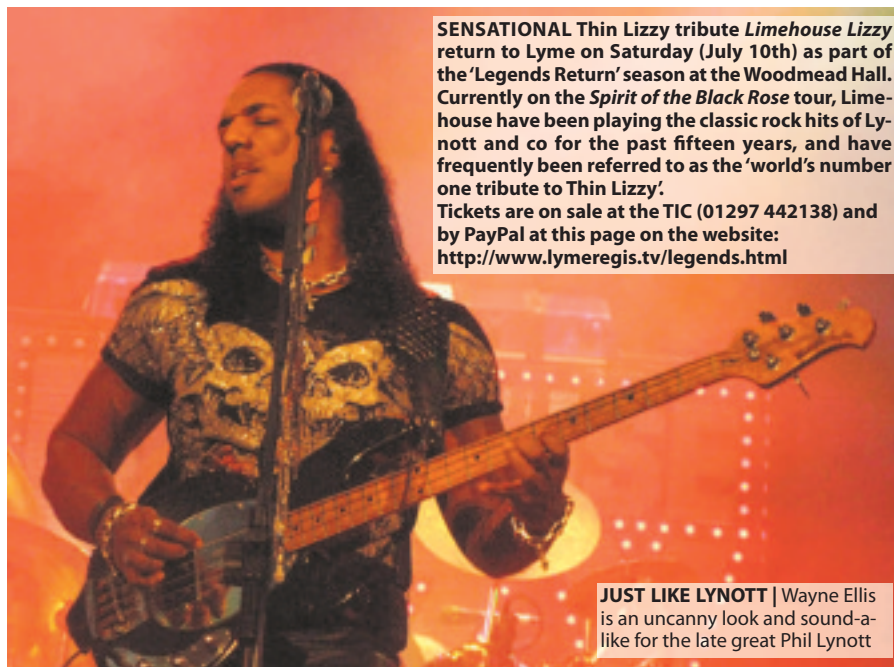 SENSATIONAL Thin Lizzy tribute Limehouse Lizzy
return to Lyme on Saturday (July 10th) as part of
the ‘Legends Return’ season at the Woodmead Hall.
Currently on the Spirit of the Black Rose tour, Lime-
house have been playing the classic rock hits of Ly-
nott and co for the past fifteen years, and have
frequently been referred to as the ‘world’s number
one tribute to Thin Lizzy’.
Tickets are on sale at the TIC (01297 442138) and
by PayPal at this page on the website:
http://www.lymeregis.tv/legends.html
JUST LIKE LYNOTT | Wayne Ellis
is an uncanny look and sound-a-
like for the late great Phil Lynott